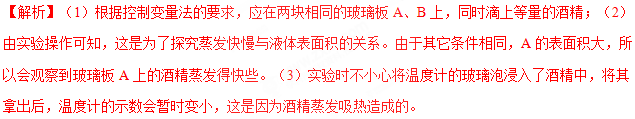 【解析】（1）根据控制变量法的要求，应在两块相同的玻璃板 A、B 上，同时滴上等量的酒精；（2）
由实验操作可知，这是为了探究蒸发快慢与液体表面积的关系。由于其它条件相同，A 的表面积大，所
以会观察到玻璃板 A 上的酒精蒸发得快些。（3）实验时不小心将温度计的玻璃泡浸入了酒精中，将其
拿出后，温度计的示数会暂时变小，这是因为酒精蒸发吸热造成的。